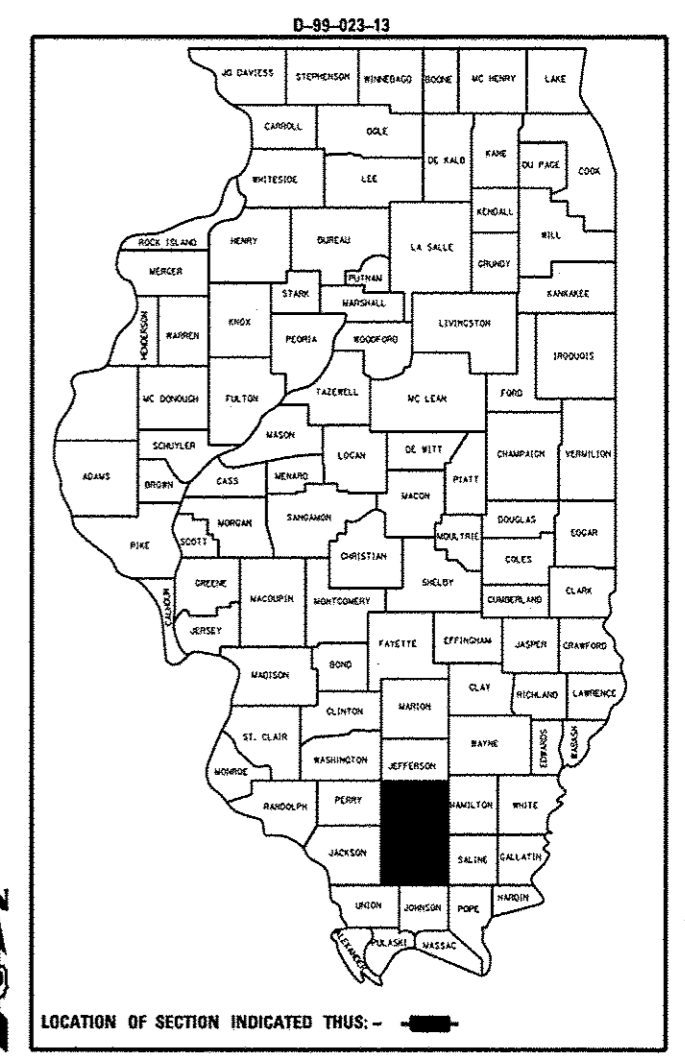 D-99-023-13
JO DAVIESS STEPHENSON WINNEBAGO BOONE MC HENRY LAKE
CARROLL OGLE DE KALB KANE DU PAGE COOK
WHITESIDE LEE
KENDALL
ROCK ISLAND HENRY BUREAU LA SALLE WILL
MERCER PUTNAM GRUNDY
STARK MARSHALL KANKAKEE
HENDERSON WARREN KNOX PEORIA WOODFORD LIVINGSTON IROQUOIS
MC DONOUGH FULTON TAZEWELL MC LEAN FORD
MASON
SCHUYLER LOGAN DE WITT CHAMPAIGN VERMILION
ADAMS BROWN CASS MENARD MACON PIATT
PIKE SCOTT MORGAN SANGAMON CHRISTIAN MOULTRIE DOUGLAS EDGAR
COLES
CALHOUN GREENE MACOUPIN MONTGOMERY SHELBY CUMBERLAND CLARK
JERSEY FAYETTE EFFINGHAM JASPER CRAWFORD
MADISON BOND
CLAY RICHLAND LAWRENCE
CLINTON MARION
ST. CLAIR WAYNE EDWARDS WABASH
MONROE WASHINGTON JEFFERSON
RANDOLPH PERRY HAMILTON WHITE
JACKSON SALINE GALLATIN
UNION JOHNSON POPE HARDIN
ALEXANDER PULASKI MASSAC
LOCATION OF SECTION INDICATED THUS: -